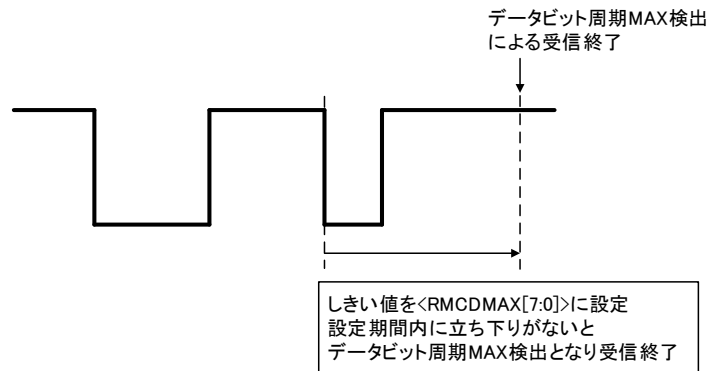 データビット周期MAX検出
による受信終了
しきい値を<RMCDMAX[7:0]>に設定
設定期間内に立ち下りがないと
データビット周期MAX検出となり受信終了